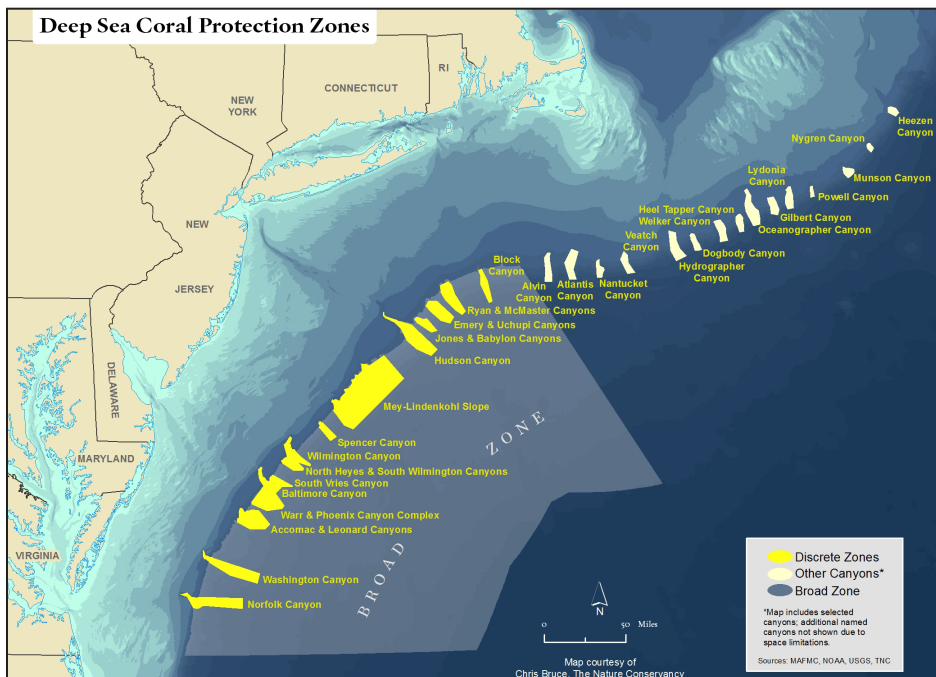 Deep Sea Coral Protection Zones
RI
CONNECTICUT
NEW
YORK
Heezen
Canyon
Nygren Canyon
Munson Canyon
Lydonia
Canyon
Powell Canyon
NEW
Heel Tapper Canyon
Welker Canyon
Gilbert Canyon
Oceanographer Canyon
Veatch
Canyon
Dogbody Canyon
Hydrographer
Canyon
Block
Canyon
JERSEY
Alvin
Canyon
Atlantis
Canyon
Nantucket
Canyon
Ryan & McMaster Canyons
Emery & Uchupi Canyons
Jones & Babylon Canyons
Hudson Canyon
DELAWARE
Mey-Lindenkohl Slope
BROAD ZONE
Spencer Canyon
MARYLAND
Wilmington Canyon
North Heyes & South Wilmington Canyons
South Vries Canyon
Baltimore Canyon
Warr & Phoenix Canyon Complex
Accomac & Leonard Canyons
VIRGINIA
Washington Canyon
Norfolk Canyon
Discrete Zones
Other Canyons*
Broad Zone
*Map includes selected
canyons; additional named
canyons not shown due to
space limitations.
Sources: MAFMC, NOAA, USGS, TNC
N
0 50 Miles
Map courtesy of
Chris Bruce, The Nature Conservancy